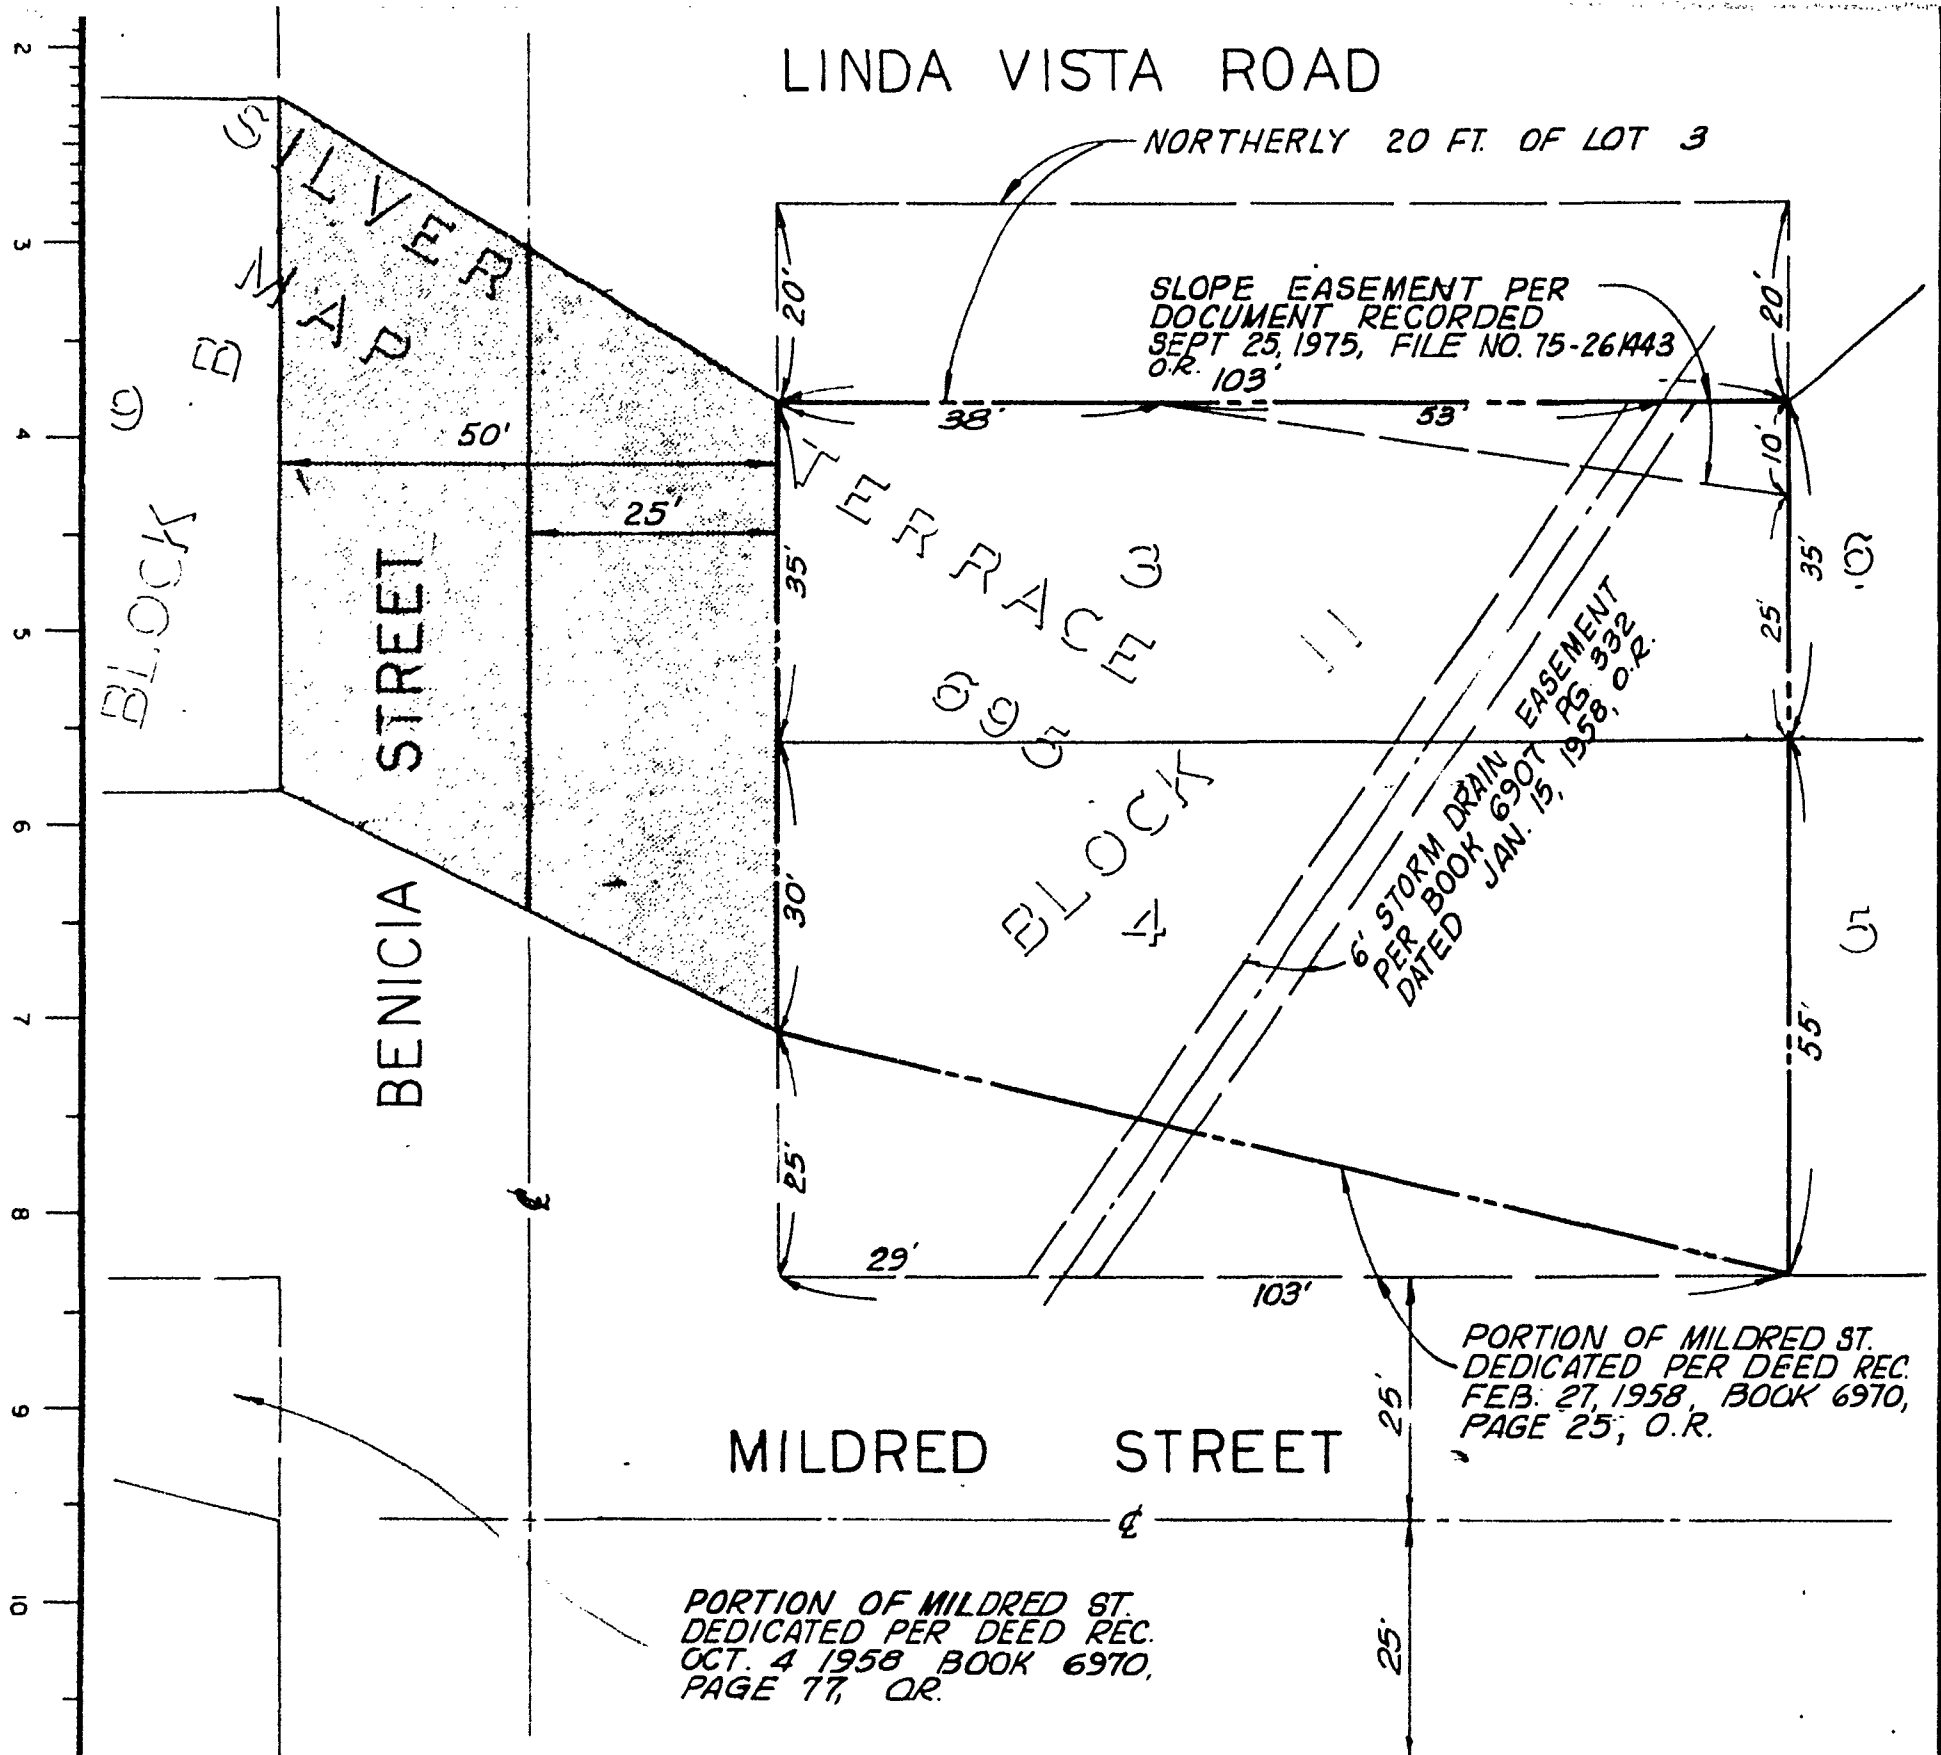 LINDA VISTA ROAD
NORTHERLY 20 FT. OF LOT 3
SLOPE EASEMENT PER
DOCUMENT RECORDED
SEPT 25, 1975, FILE NO. 75-261443
O.R.
103'
20'
20'
38'
53'
10'
SILVER
TERRACE
MAP
695
B
9
BLOCK
50'
25'
35'
3
11
35'
25'
6
BENICIA STREET
BLOCK
4
30'
6' STORM DRAIN EASEMENT
PER BOOK 6907 PG. 332
DATED JAN. 15, 1958, O.R.
5
55'
25'
29'
103'
PORTION OF MILDRED ST.
DEDICATED PER DEED REC.
FEB. 27, 1958, BOOK 6970,
PAGE 25, O.R.
25'
MILDRED STREET
PORTION OF MILDRED ST.
DEDICATED PER DEED REC.
OCT. 4 1958 BOOK 6970,
PAGE 77, O.R.
25'
2
3
4
5
6
7
8
9
10